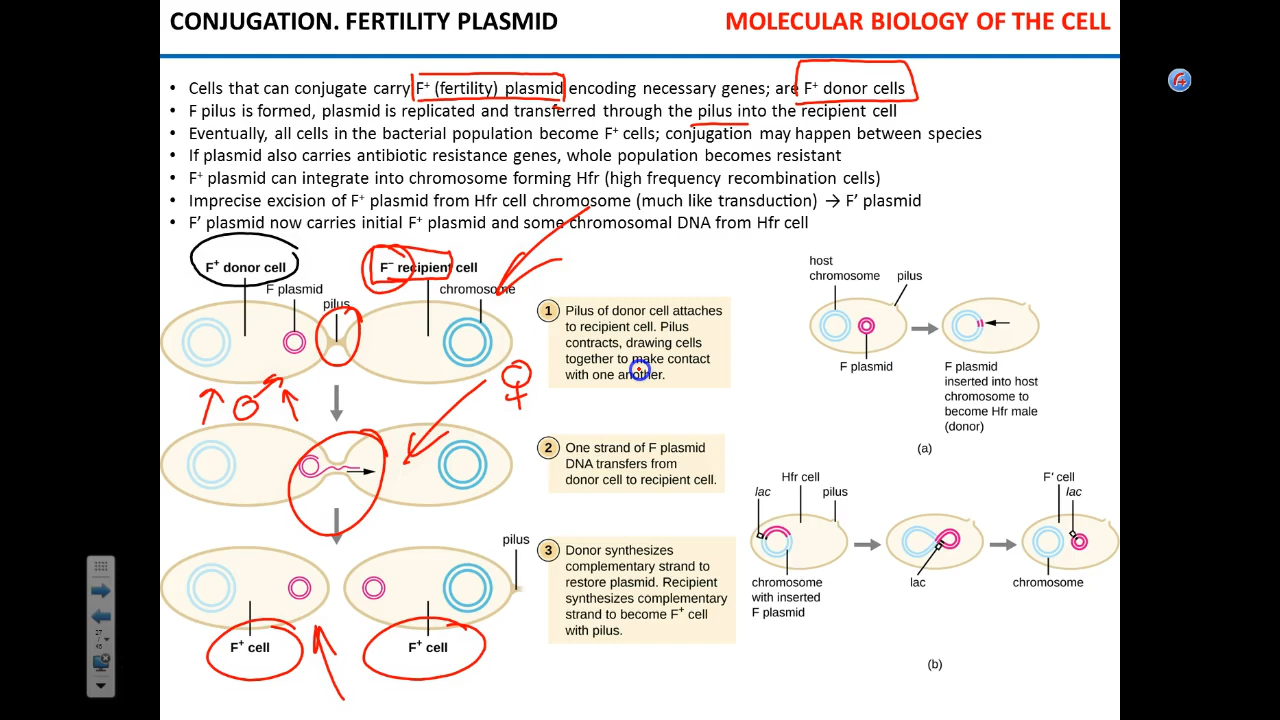 CONJUGATION. FERTILITY PLASMID
MOLECULAR BIOLOGY OF THE CELL
• Cells that can conjugate carry F⁺ (fertility) plasmid encoding necessary genes; are F⁺ donor cells
• F pilus is formed, plasmid is replicated and transferred through the pilus into the recipient cell
• Eventually, all cells in the bacterial population become F⁺ cells; conjugation may happen between species
• If plasmid also carries antibiotic resistance genes, whole population becomes resistant
• F⁺ plasmid can integrate into chromosome forming Hfr (high frequency recombination cells)
• Imprecise excision of F⁺ plasmid from Hfr cell chromosome (much like transduction) → F’ plasmid
• F’ plasmid now carries initial F⁺ plasmid and some chromosomal DNA from Hfr cell
F⁺ donor cell
F⁻ recipient cell
F plasmid
pilus
chromosome
1 Pilus of donor cell attaches
to recipient cell. Pilus
contracts, drawing cells
together to make contact
with one another.
2 One strand of F plasmid
DNA transfers from
donor cell to recipient cell.
pilus
3 Donor synthesizes
complementary strand to
restore plasmid. Recipient
synthesizes complementary
strand to become F⁺ cell
with pilus.
F⁺ cell
F⁺ cell
host
chromosome
pilus
F plasmid
F plasmid
inserted into host
chromosome to
become Hfr male
(donor)
(a)
Hfr cell
lac
pilus
F′ cell
lac
chromosome
with inserted
F plasmid
lac
chromosome
(b)